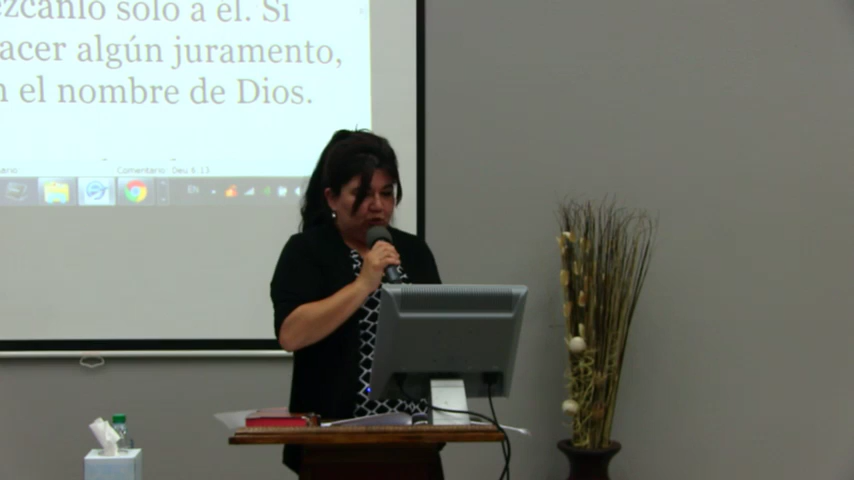 ezcanlo solo a él. Si
acer algún juramento,
n el nombre de Dios.
Comentario: Deu 6:13